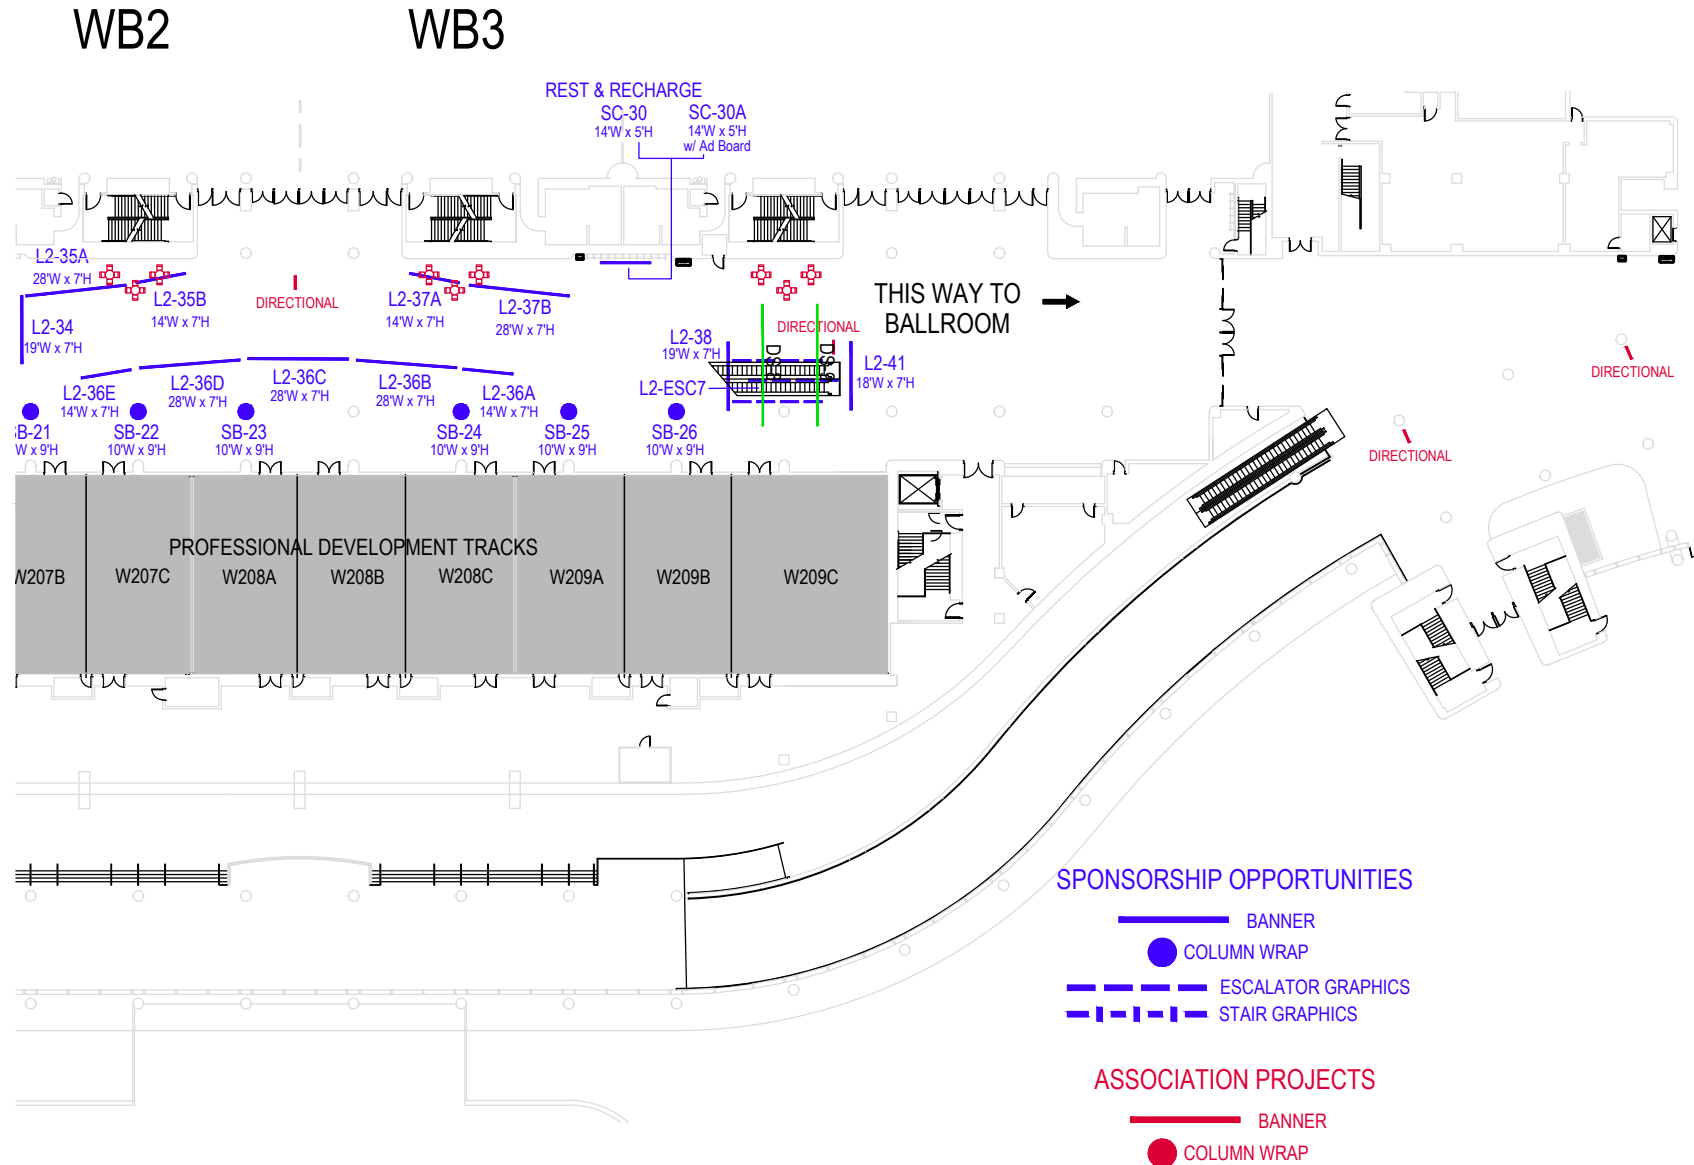 WB2
WB3
REST & RECHARGE
SC-30
14'W x 5'H
SC-30A
14'W x 5'H
w/ Ad Board
L2-35A
28'W x 7'H
L2-35B
14'W x 7'H
L2-34
19'W x 7'H
DIRECTIONAL
L2-37A
14'W x 7'H
L2-37B
28'W x 7'H
THIS WAY TO
BALLROOM
DIRECTIONAL
L2-38
19'W x 7'H
L2-41
18'W x 7'H
L2-ESC7
DIRECTIONAL
DIRECTIONAL
L2-36E
14'W x 7'H
L2-36D
28'W x 7'H
L2-36C
28'W x 7'H
L2-36B
28'W x 7'H
L2-36A
14'W x 7'H
SB-21
W x 9'H
SB-22
10'W x 9'H
SB-23
10'W x 9'H
SB-24
10'W x 9'H
SB-25
10'W x 9'H
SB-26
10'W x 9'H
PROFESSIONAL DEVELOPMENT TRACKS
W207B
W207C
W208A
W208B
W208C
W209A
W209B
W209C
SPONSORSHIP OPPORTUNITIES
BANNER
COLUMN WRAP
ESCALATOR GRAPHICS
STAIR GRAPHICS
ASSOCIATION PROJECTS
BANNER
COLUMN WRAP